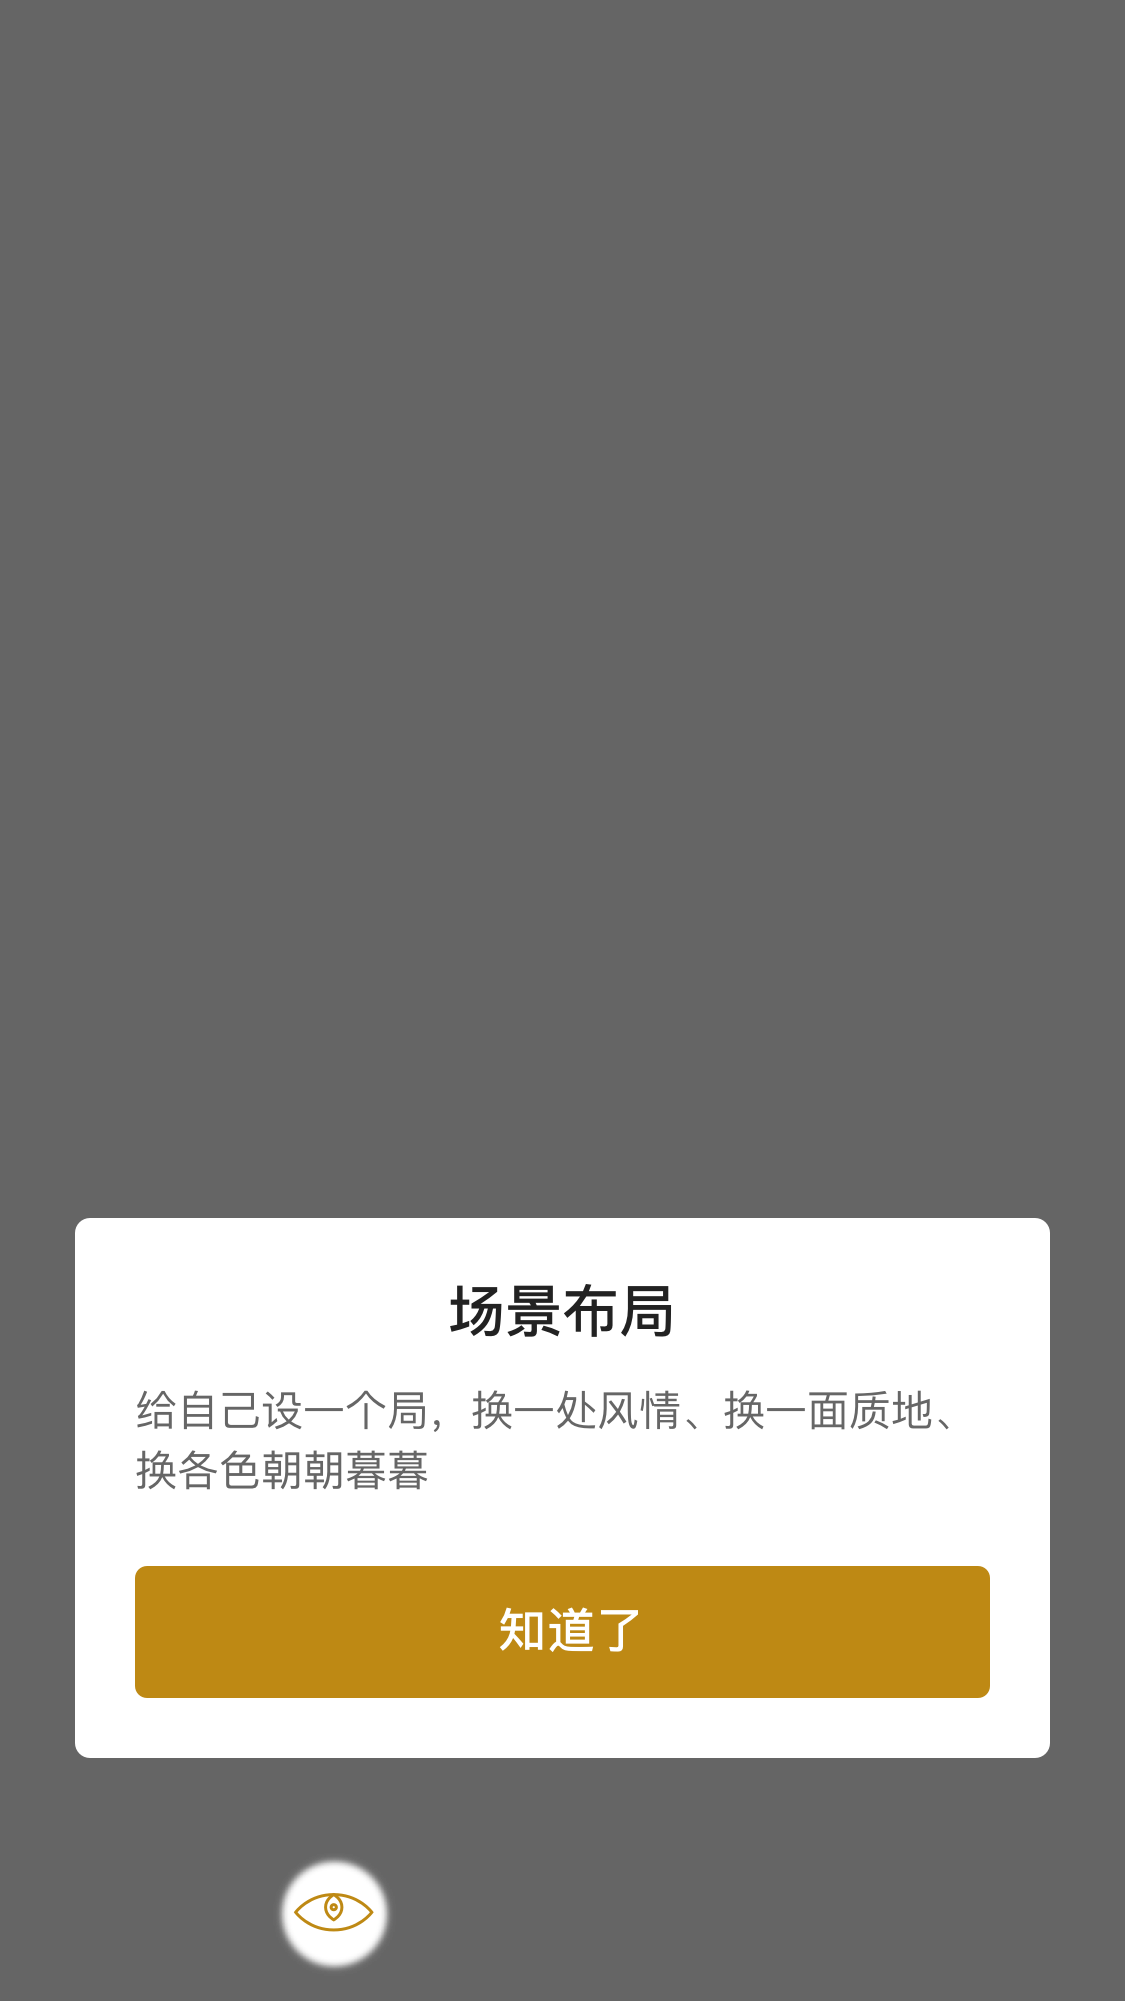 场景布局
给自己设一个局，换一处风情、换一面质地、
换各色朝朝暮暮
知道了